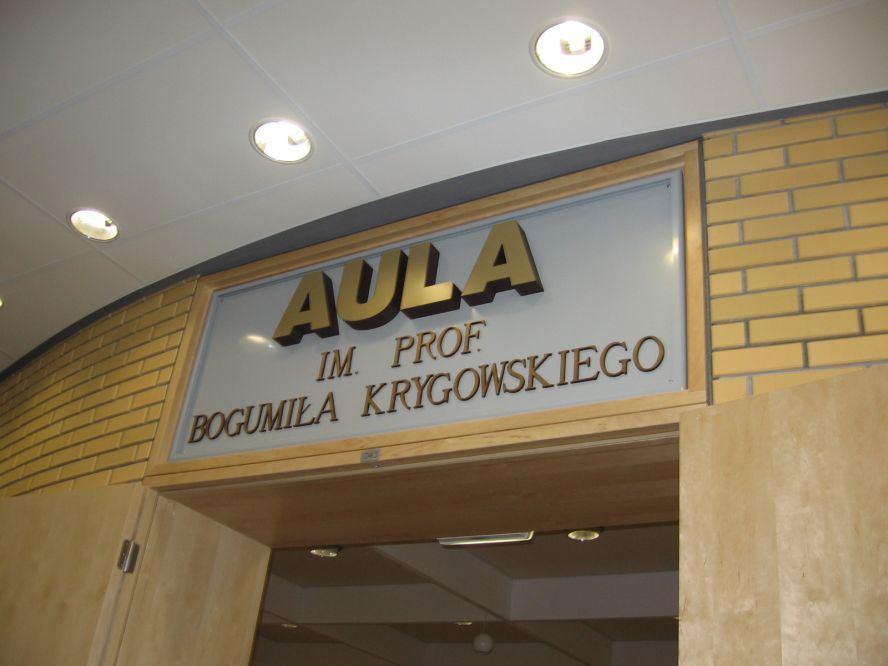 AULA
IM. PROF.
BOGUMIŁA KRYGOWSKIEGO